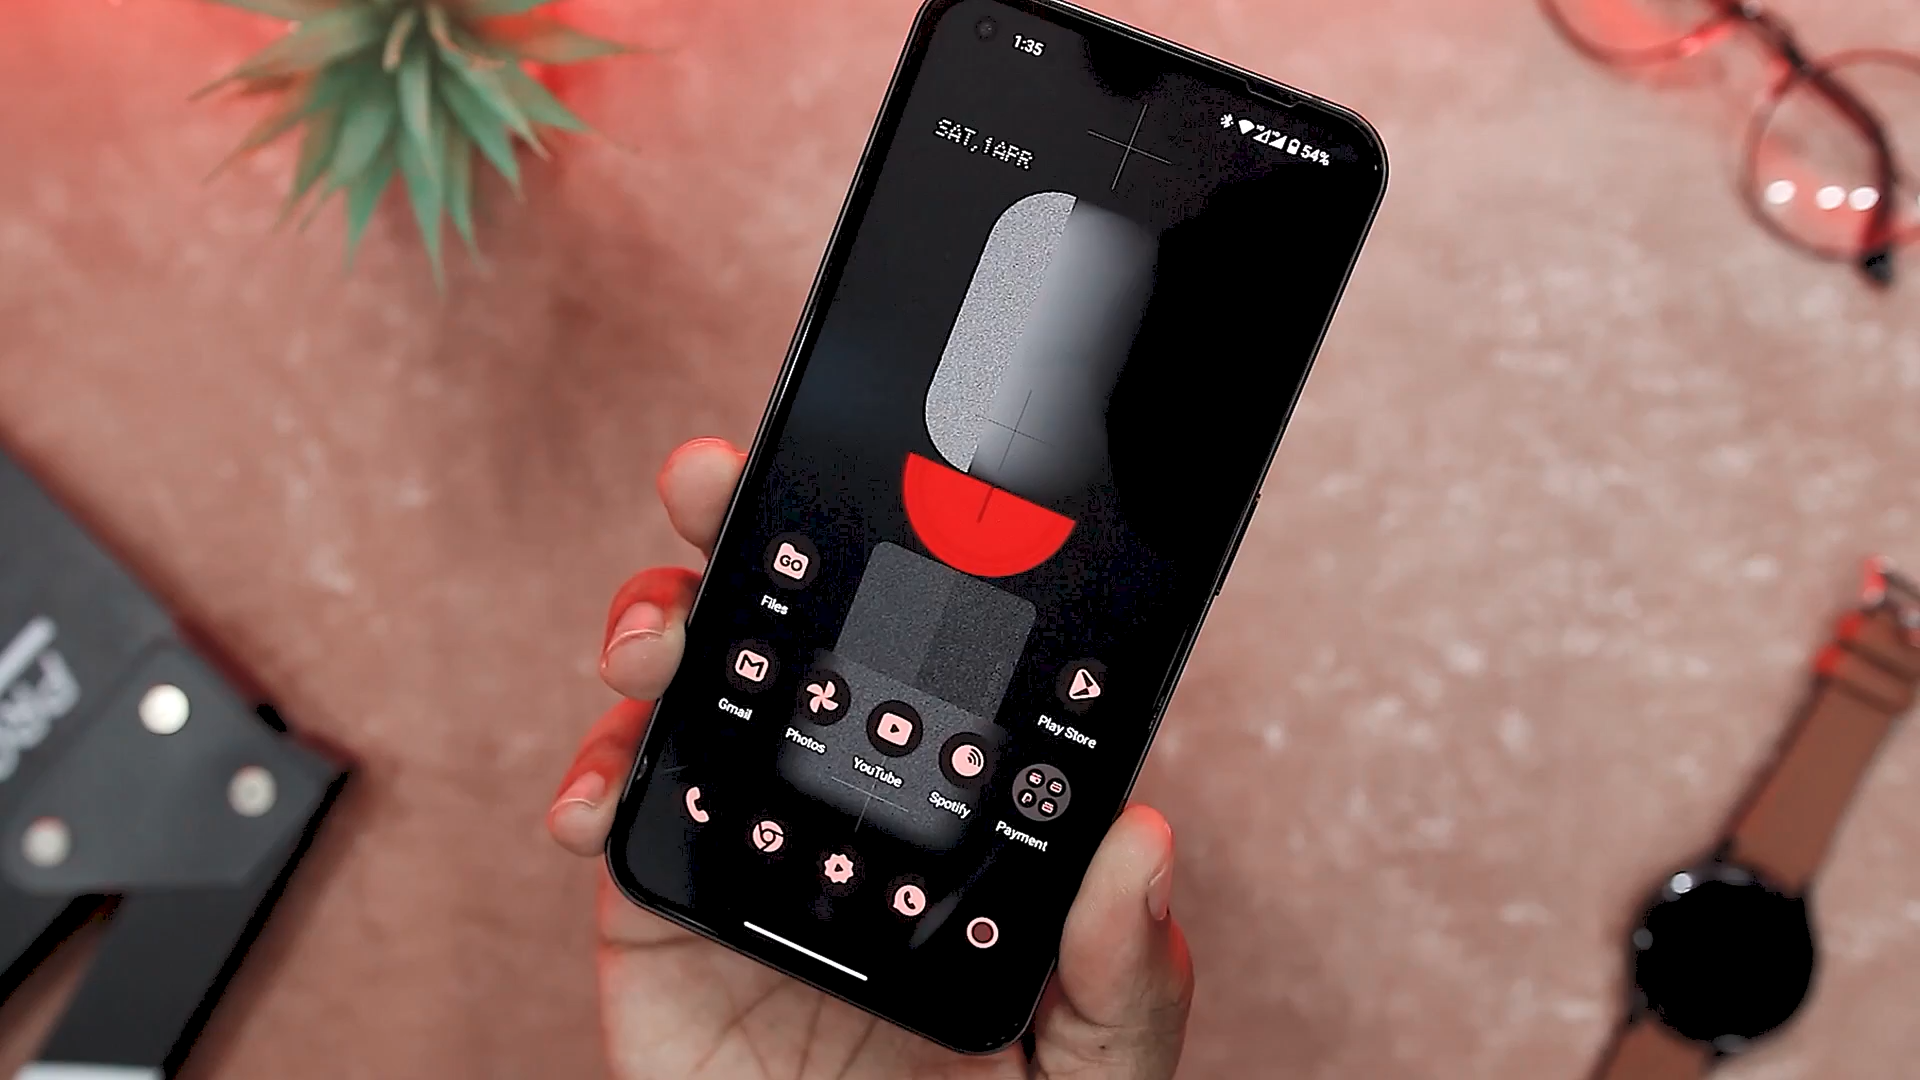 1:35
54%
SAT,1APR
GO
Files
Gmail
Photos
YouTube
Spotify
Play Store
Payment